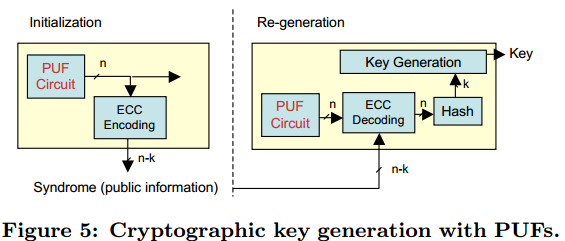 Initialization
PUF
Circuit
n
ECC
Encoding
n-k
Syndrome (public information)
Re-generation
Key Generation
Key
k
PUF
Circuit
n
ECC
Decoding
n
Hash
n-k
Figure 5: Cryptographic key generation with PUFs.